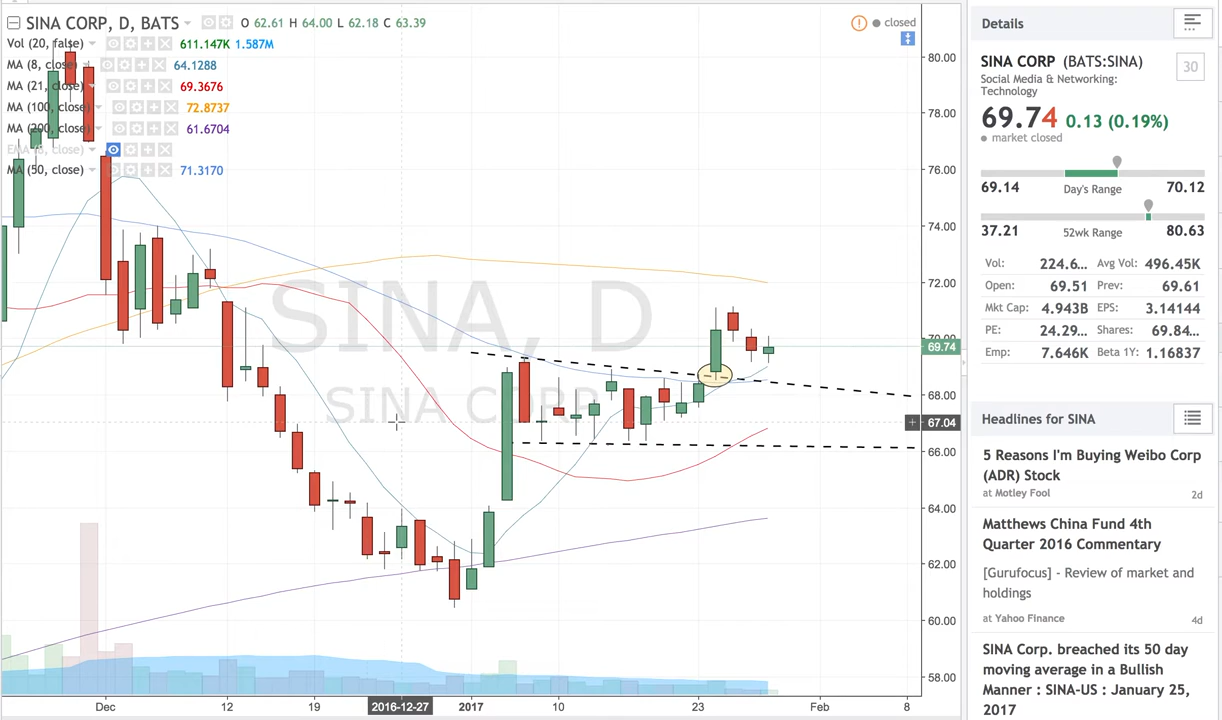 SINA CORP, D, BATS O 62.61 H 64.00 L 62.18 C 63.39
closed
Vol (20, false) 611.147K 1.587M
MA (8, close) 64.1288
MA (21, close) 69.3676
MA (100, close) 72.8737
MA (200, close) 61.6704
EMA (8, close)
MA (50, close) 71.3170
SINA, D
SINA CORP
80.00
78.00
76.00
74.00
72.00
70.00
69.74
68.00
67.04
66.00
64.00
62.00
60.00
58.00
Dec 12 19 2016-12-27 2017 10 23 Feb 8
Details
SINA CORP (BATS:SINA)
30
Social Media & Networking:
Technology
69.74 0.13 (0.19%)
market closed
69.14 Day's Range 70.12
37.21 52wk Range 80.63
Vol: 224.6... Avg Vol: 496.45K
Open: 69.51 Prev: 69.61
Mkt Cap: 4.943B EPS: 3.14144
PE: 24.29... Shares: 69.84...
Emp: 7.646K Beta 1Y: 1.16837
Headlines for SINA
5 Reasons I'm Buying Weibo Corp
(ADR) Stock
at Motley Fool 2d
Matthews China Fund 4th
Quarter 2016 Commentary
[Gurufocus] - Review of market and
holdings
at Yahoo Finance 4d
SINA Corp. breached its 50 day
moving average in a Bullish
Manner : SINA-US : January 25,
2017